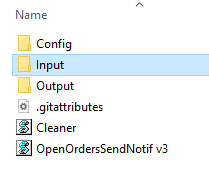 Name
Config
Input
Output
.gitattributes
Cleaner
OpenOrdersSendNotif v3